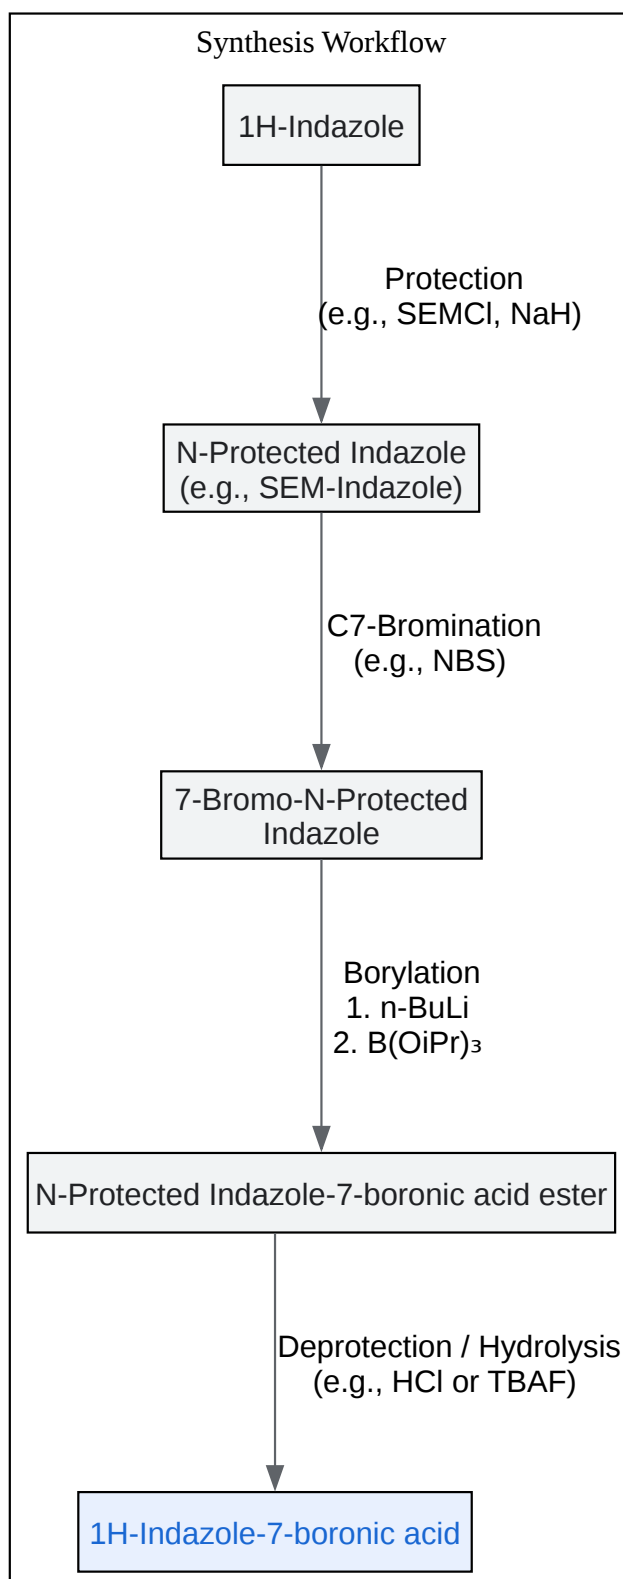 Synthesis Workflow
1H-Indazole
Protection
(e.g., SEMCl, NaH)
N-Protected Indazole
(e.g., SEM-Indazole)
C7-Bromination
(e.g., NBS)
7-Bromo-N-Protected
Indazole
Borylation
1. n-BuLi
2. B(OiPr)₃
N-Protected Indazole-7-boronic acid ester
Deprotection / Hydrolysis
(e.g., HCl or TBAF)
1H-Indazole-7-boronic acid